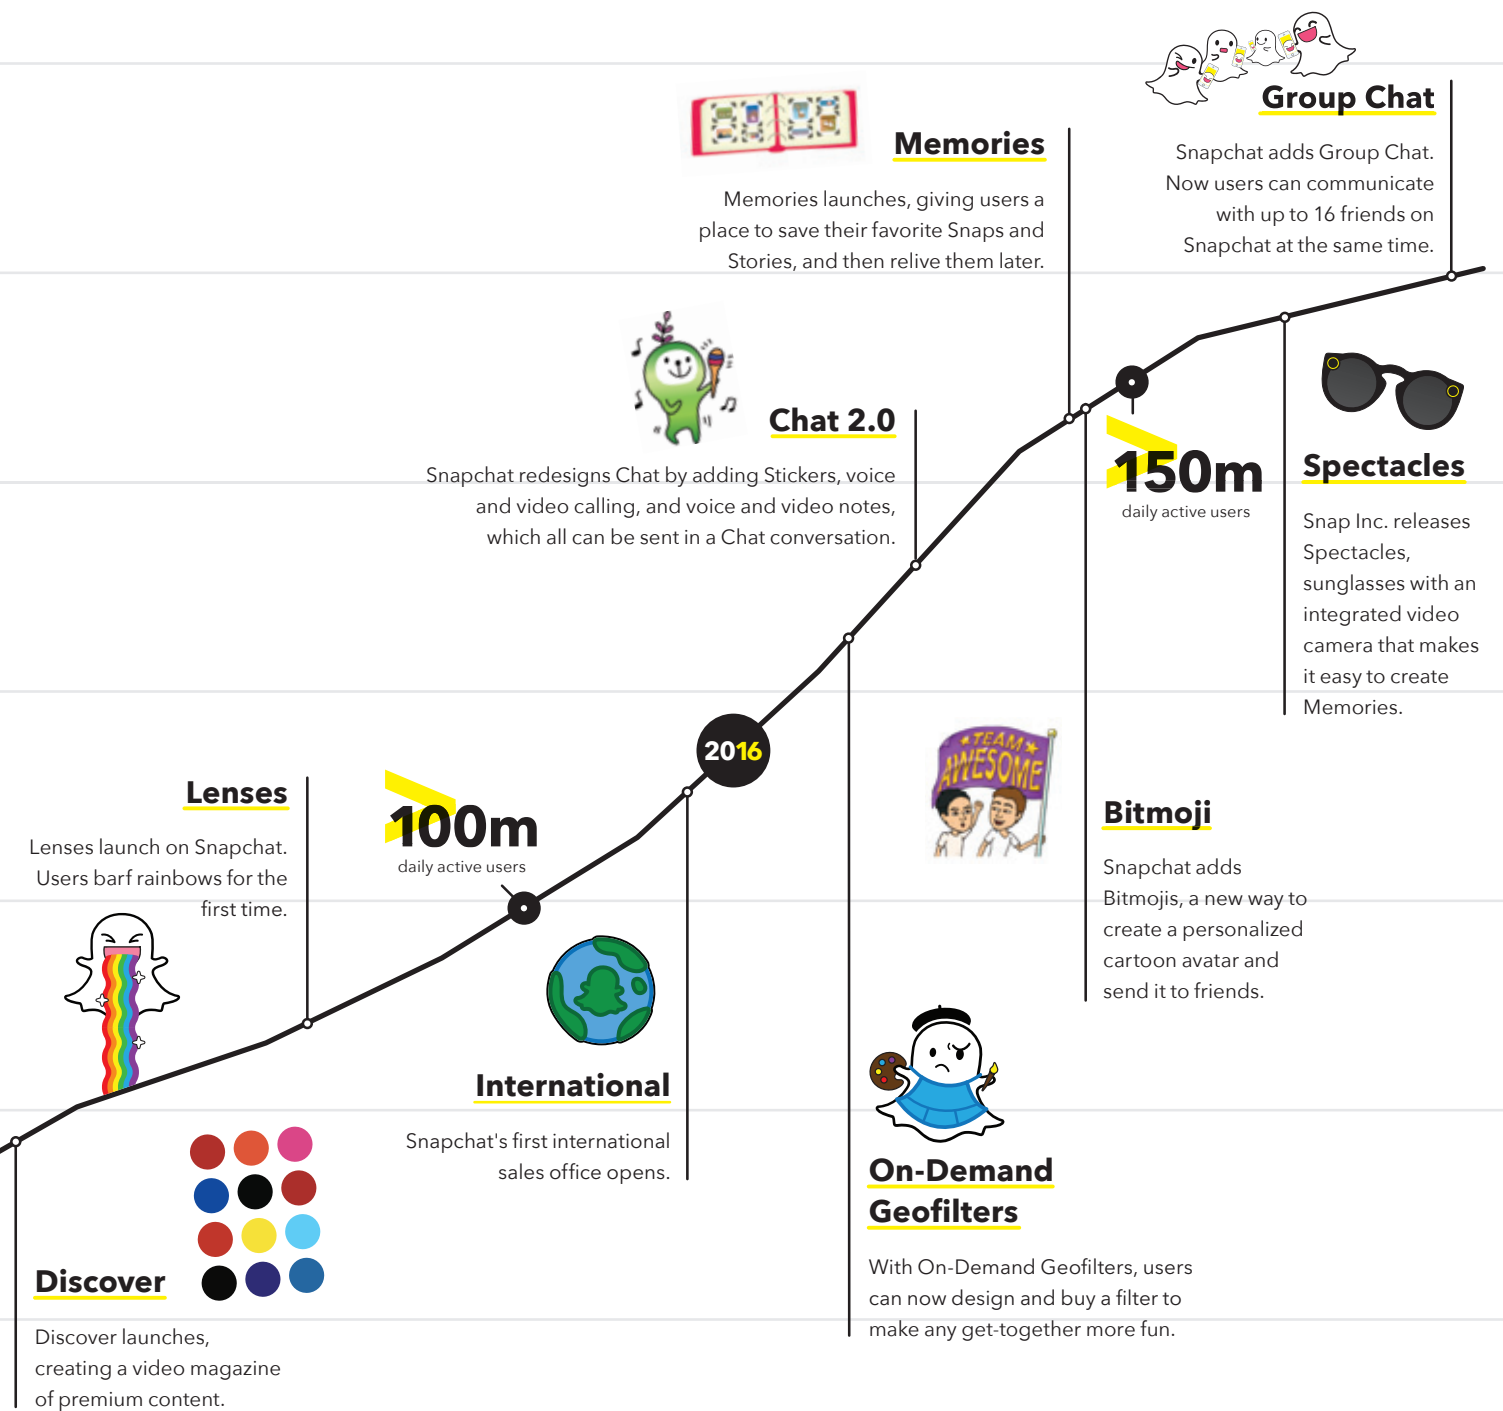 Group Chat
Snapchat adds Group Chat.
Now users can communicate
with up to 16 friends on
Snapchat at the same time.
Memories
Memories launches, giving users a
place to save their favorite Snaps and
Stories, and then relive them later.
Chat 2.0
Snapchat redesigns Chat by adding Stickers, voice
and video calling, and voice and video notes,
which all can be sent in a Chat conversation.
>150m
daily active users
Spectacles
Snap Inc. releases
Spectacles,
sunglasses with an
integrated video
camera that makes
it easy to create
Memories.
2016
TEAM
AWESOME
Bitmoji
Snapchat adds
Bitmojis, a new way to
create a personalized
cartoon avatar and
send it to friends.
Lenses
Lenses launch on Snapchat.
Users barf rainbows for the
first time.
>100m
daily active users
International
Snapchat's first international
sales office opens.
On-Demand
Geofilters
With On-Demand Geofilters, users
can now design and buy a filter to
make any get-together more fun.
Discover
Discover launches,
creating a video magazine
of premium content.